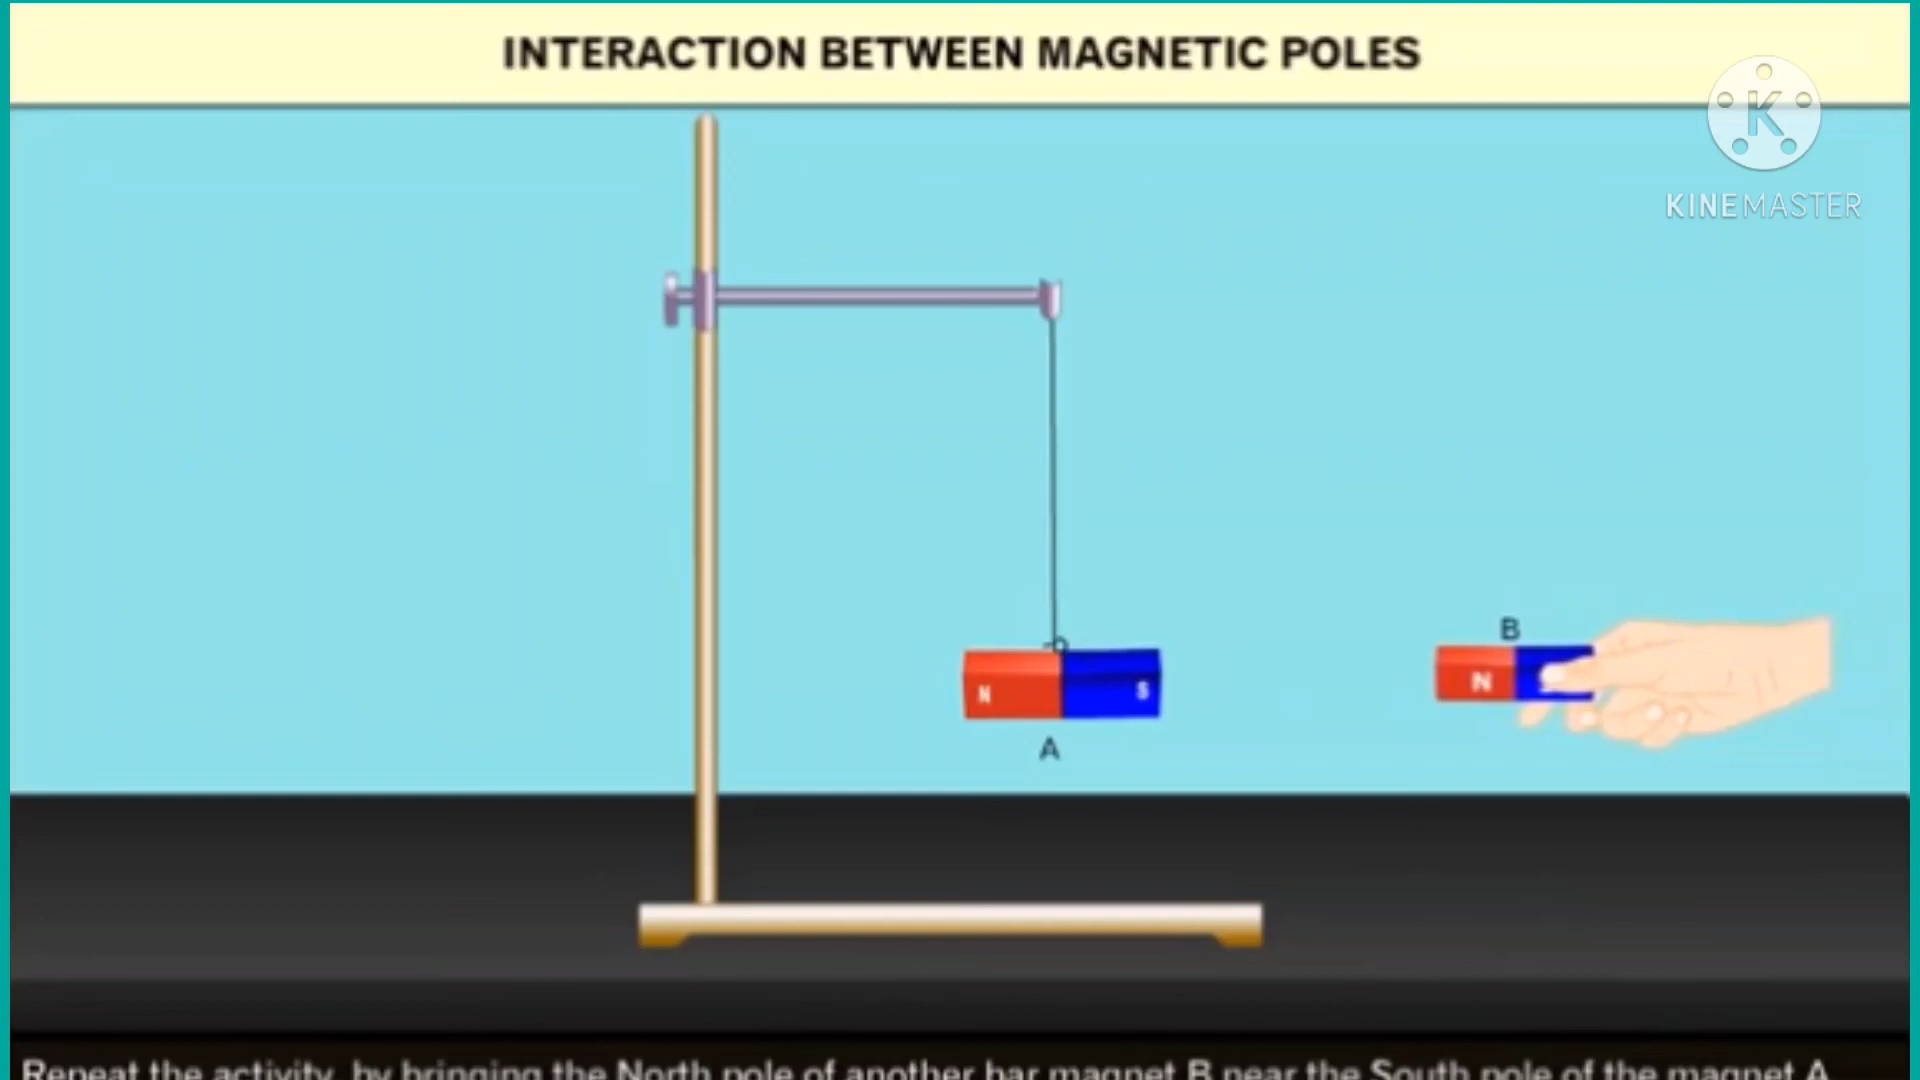 INTERACTION BETWEEN MAGNETIC POLES
K
KINEMASTER
B
N
N
S
A
Repeat the activity, by bringing the North pole of another bar magnet B near the South pole of the magnet A